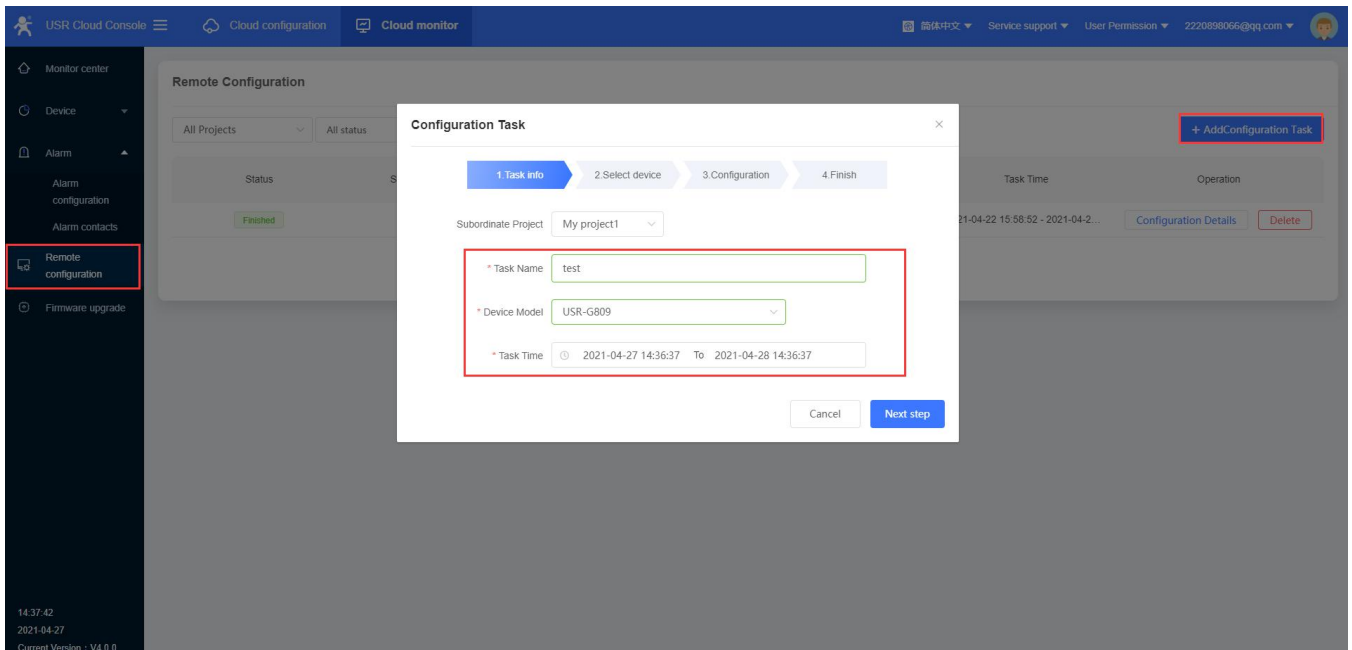 USR Cloud Console
Cloud configuration
Cloud monitor
简体中文
Service support
User Permission
2220898066@qq.com
Monitor center
Device
Alarm
Alarm
configuration
Alarm contacts
Remote
configuration
Firmware upgrade
14:37:42
2021-04-27
Current Version：V4.0.0
Remote Configuration
All Projects
All status
+ AddConfiguration Task
Status
S
Task Time
Operation
Finished
21-04-22 15:58:52 - 2021-04-2...
Configuration Details
Delete
Configuration Task
1.Task info
2.Select device
3.Configuration
4.Finish
Subordinate Project
My project1
* Task Name
test
* Device Model
USR-G809
* Task Time
2021-04-27 14:36:37 To 2021-04-28 14:36:37
Cancel
Next step